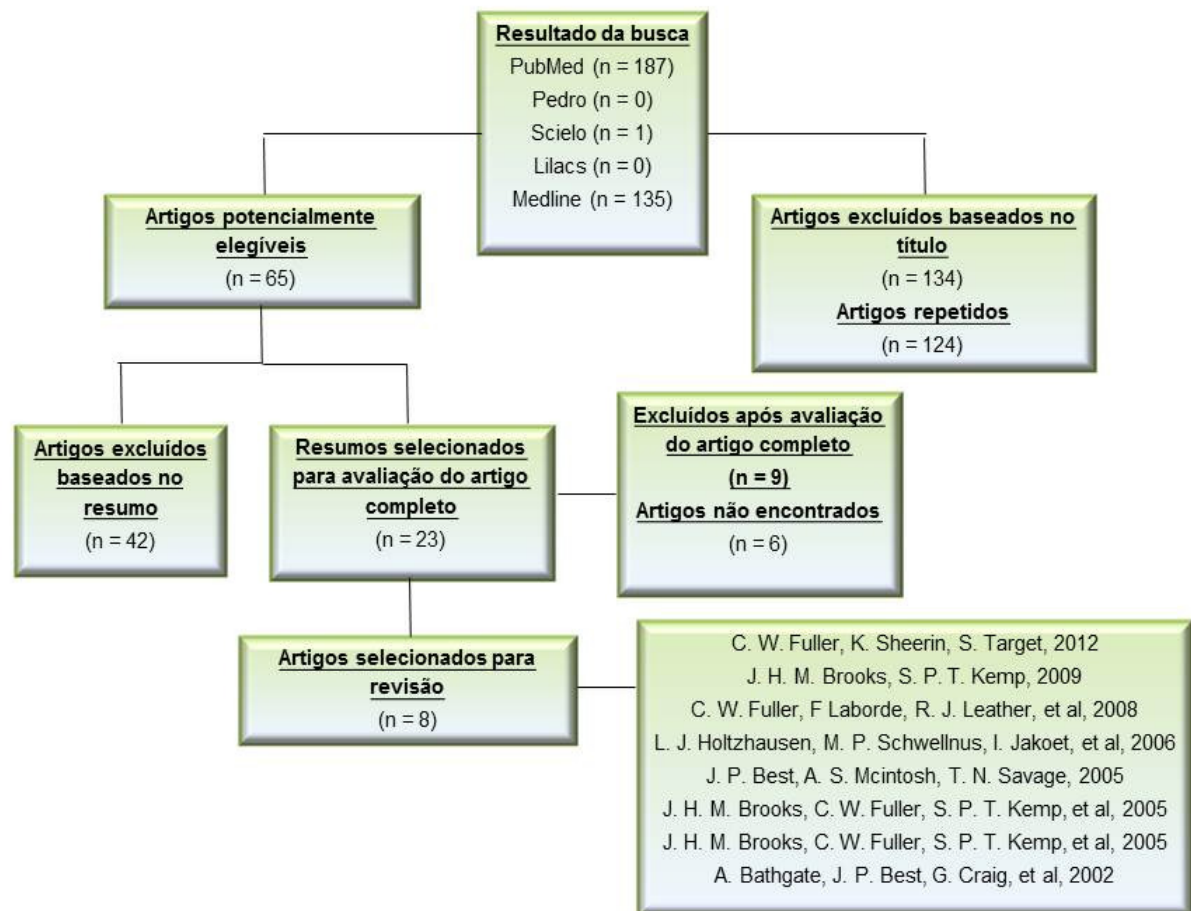 Resultado da busca
PubMed (n = 187)
Pedro (n = 0)
Scielo (n = 1)
Lilacs (n = 0)
Medline (n = 135)
Artigos potencialmente
elegíveis
(n = 65)
Artigos excluídos baseados no
título
(n = 134)
Artigos repetidos
(n = 124)
Artigos excluídos
baseados no
resumo
(n = 42)
Resumos selecionados
para avaliação do artigo
completo
(n = 23)
Excluídos após avaliação
do artigo completo
(n = 9)
Artigos não encontrados
(n = 6)
Artigos selecionados para
revisão
(n = 8)
C. W. Fuller, K. Sheerin, S. Target, 2012
J. H. M. Brooks, S. P. T. Kemp, 2009
C. W. Fuller, F Laborde, R. J. Leather, et al, 2008
L. J. Holtzhausen, M. P. Schwellnus, I. Jakoet, et al, 2006
J. P. Best, A. S. Mcintosh, T. N. Savage, 2005
J. H. M. Brooks, C. W. Fuller, S. P. T. Kemp, et al, 2005
J. H. M. Brooks, C. W. Fuller, S. P. T. Kemp, et al, 2005
A. Bathgate, J. P. Best, G. Craig, et al, 2002